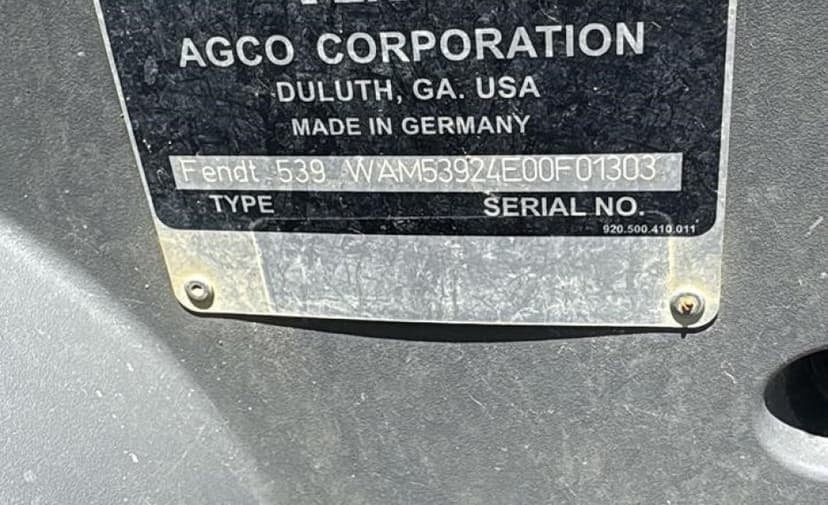 AGCO CORPORATION
DULUTH, GA. USA
MADE IN GERMANY
Fendt 539 WAM53924E00F01303
TYPE SERIAL NO.
920.500.410.011